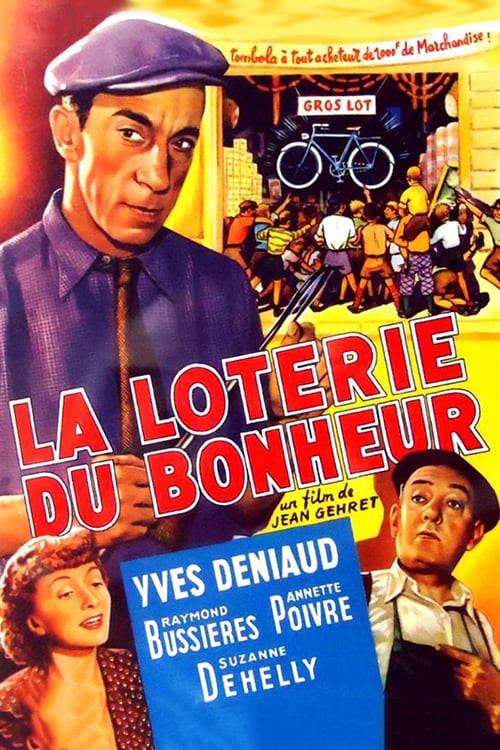 tombola à tout acheteur de 1000f de Marchandise!
GROS LOT
LA LOTERIE
DU BONHEUR
un film de
JEAN GEHRET
YVES DENIAUD
RAYMOND BUSSIERES
ANNETTE POIVRE
SUZANNE
DEHELLY